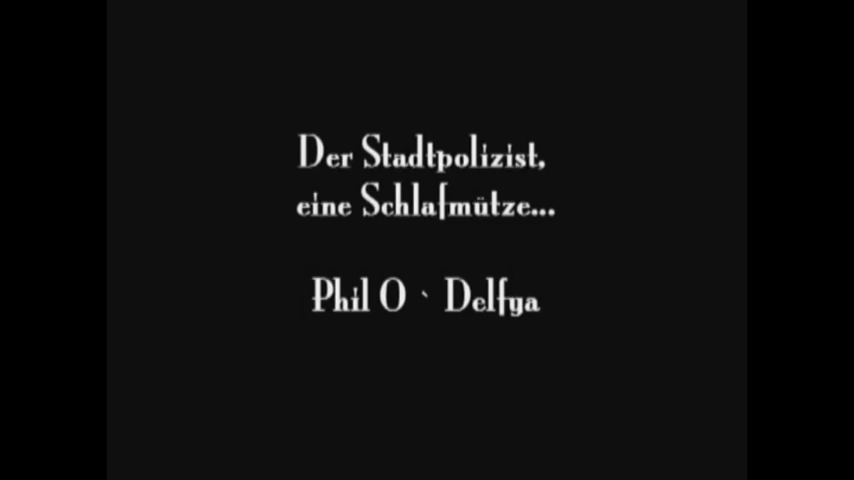 Der Stadtpolizist,
eine Schlafmütze...
Phil O ` Delfya